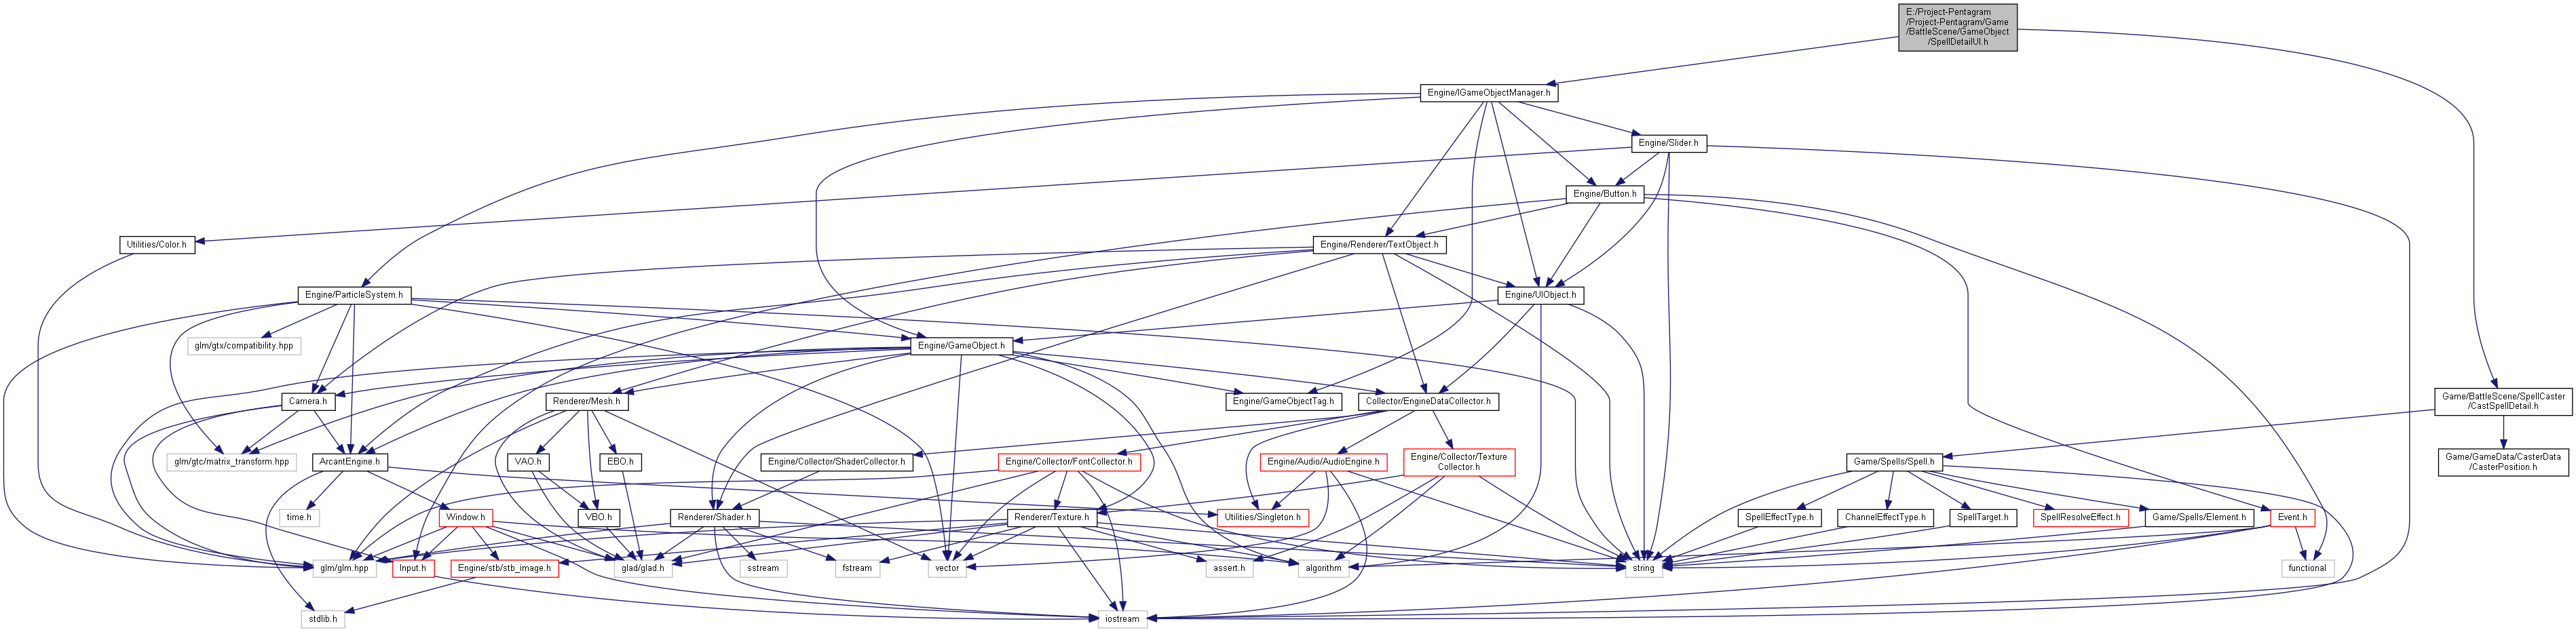 E:/Project-Pentagram
/Project-Pentagram/Game
/BattleScene/GameObject
/SpellDetailUI.h
Engine/IGameObjectManager.h
Engine/Slider.h
Engine/Button.h
Utilities/Color.h
Engine/Renderer/TextObject.h
Engine/ParticleSystem.h
Engine/UIObject.h
glm/gtx/compatibility.hpp
Engine/GameObject.h
Camera.h
Renderer/Mesh.h
Engine/GameObjectTag.h
Collector/EngineDataCollector.h
Game/BattleScene/SpellCaster
/CastSpellDetail.h
glm/gtc/matrix_transform.hpp
ArcantEngine.h
VAO.h
EBO.h
Engine/Collector/ShaderCollector.h
Engine/Collector/FontCollector.h
Engine/Audio/AudioEngine.h
Engine/Collector/Texture
Collector.h
Game/Spells/Spell.h
Game/GameData/CasterData
/CasterPosition.h
time.h
Window.h
VBO.h
Renderer/Shader.h
Renderer/Texture.h
Utilities/Singleton.h
SpellEffectType.h
ChannelEffectType.h
SpellTarget.h
SpellResolveEffect.h
Game/Spells/Element.h
Event.h
glm/glm.hpp
Input.h
Engine/stb/stb_image.h
glad/glad.h
sstream
fstream
vector
assert.h
algorithm
string
functional
stdlib.h
iostream